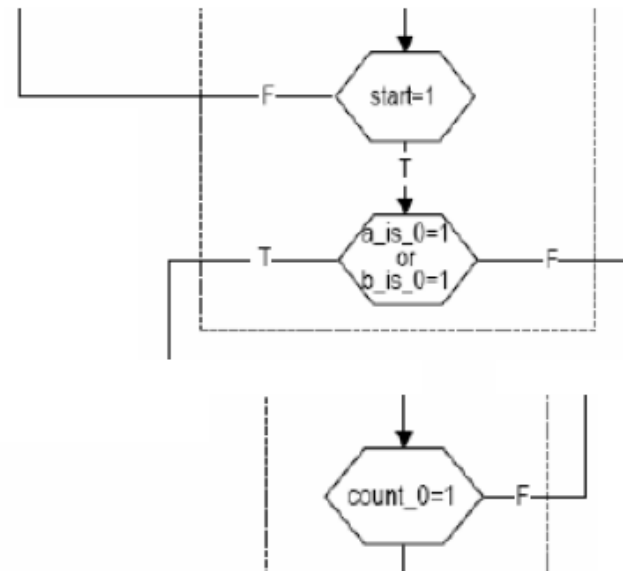 F
start=1
T
T
a_is_0=1
or
b_is_0=1
F
count_0=1
F